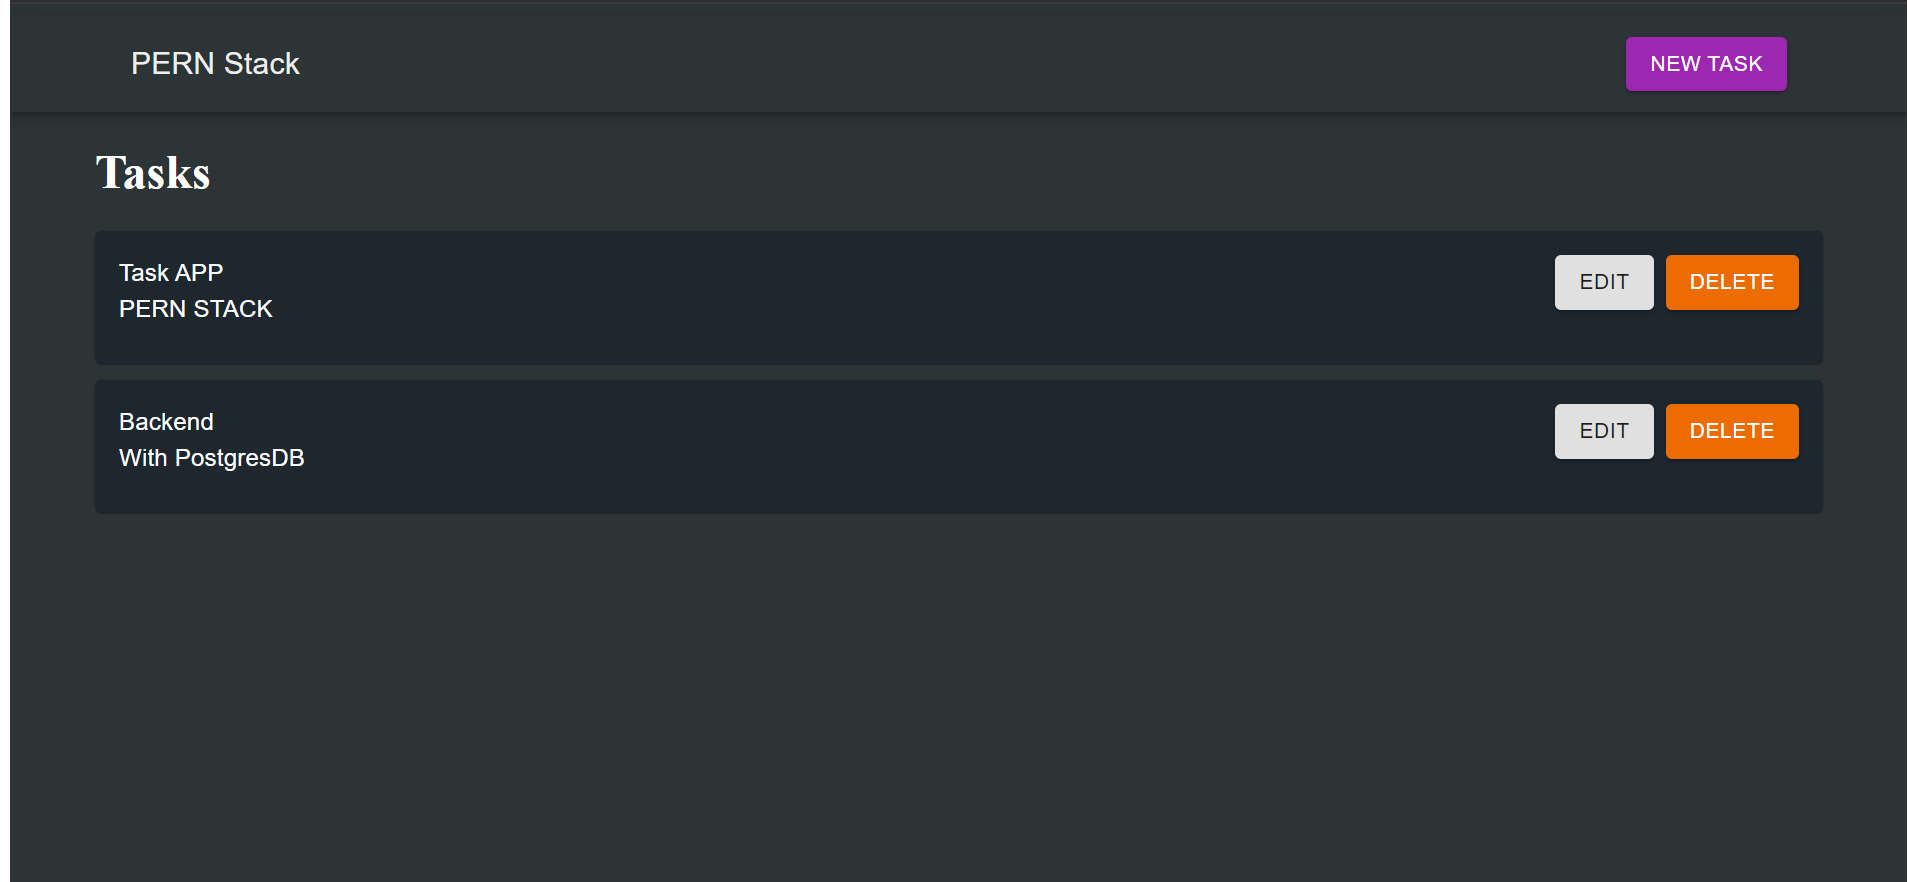 PERN Stack
NEW TASK
Tasks
Task APP
PERN STACK
EDIT
DELETE
Backend
With PostgresDB
EDIT
DELETE